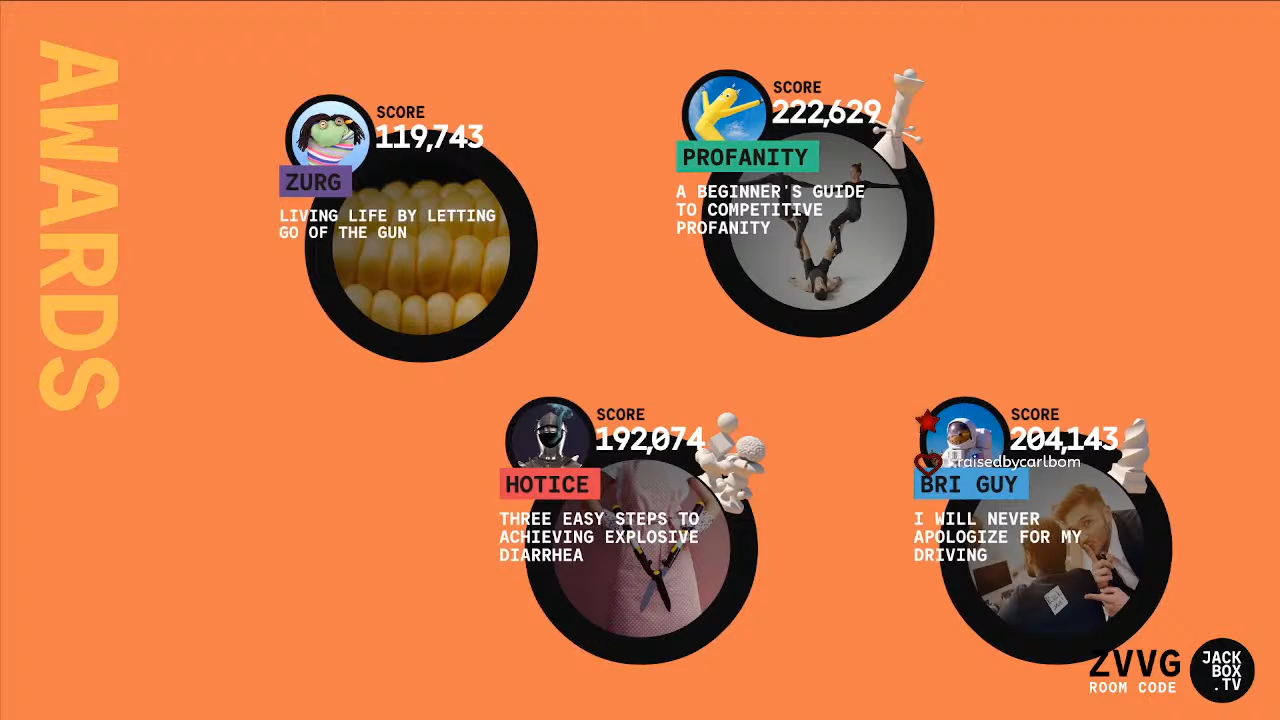 AWARDS
SCORE
119,743
ZURG
LIVING LIFE BY LETTING
GO OF THE GUN
SCORE
222,629
PROFANITY
A BEGINNER'S GUIDE
TO COMPETITIVE
PROFANITY
SCORE
192,074
HOTICE
THREE EASY STEPS TO
ACHIEVING EXPLOSIVE
DIARRHEA
SCORE
204,143
raisedbycarlbom
BRI GUY
I WILL NEVER
APOLOGIZE FOR MY
DRIVING
ZVVG
ROOM CODE
JACK
BOX
.TV